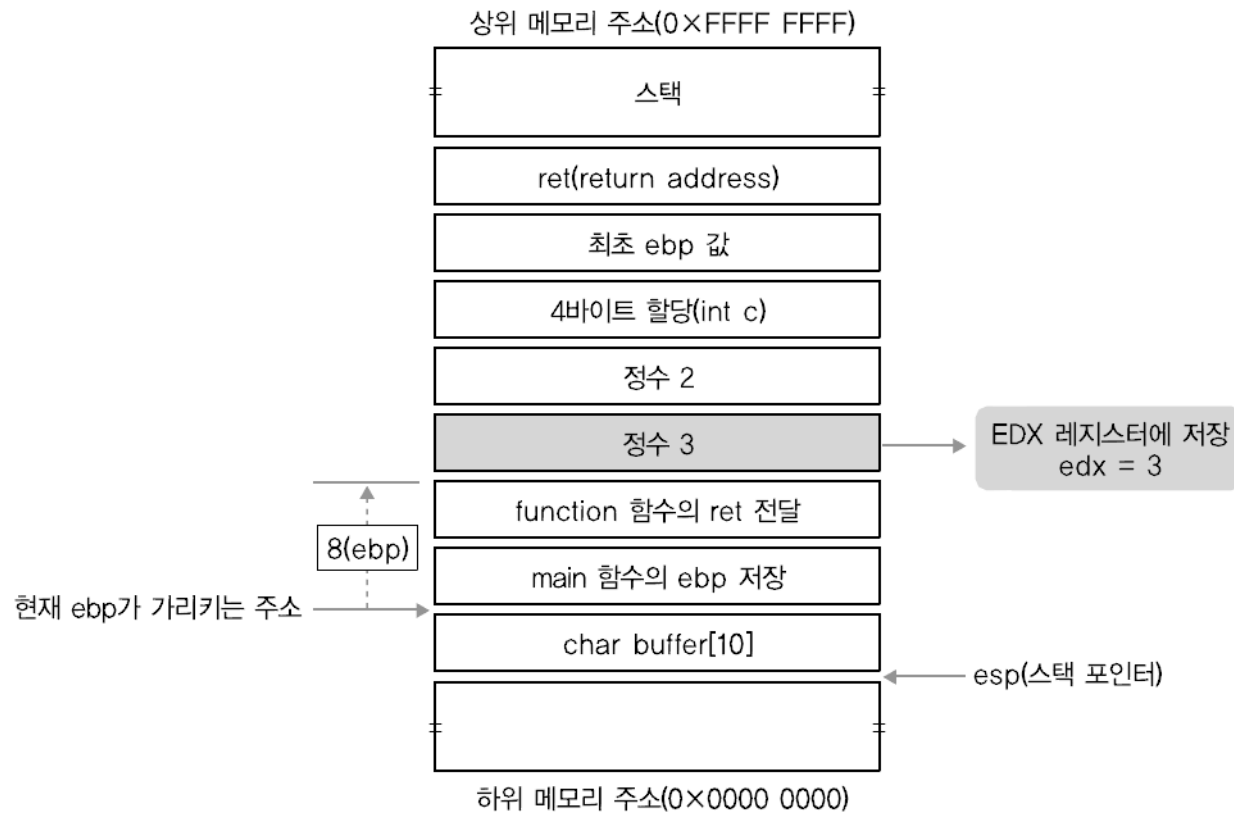 상위 메모리 주소(0×FFFF FFFF)
스택
ret(return address)
최초 ebp 값
4바이트 할당(int c)
정수 2
정수 3
EDX 레지스터에 저장
edx = 3
function 함수의 ret 전달
8(ebp)
main 함수의 ebp 저장
현재 ebp가 가리키는 주소
char buffer[10]
esp(스택 포인터)
하위 메모리 주소(0×0000 0000)